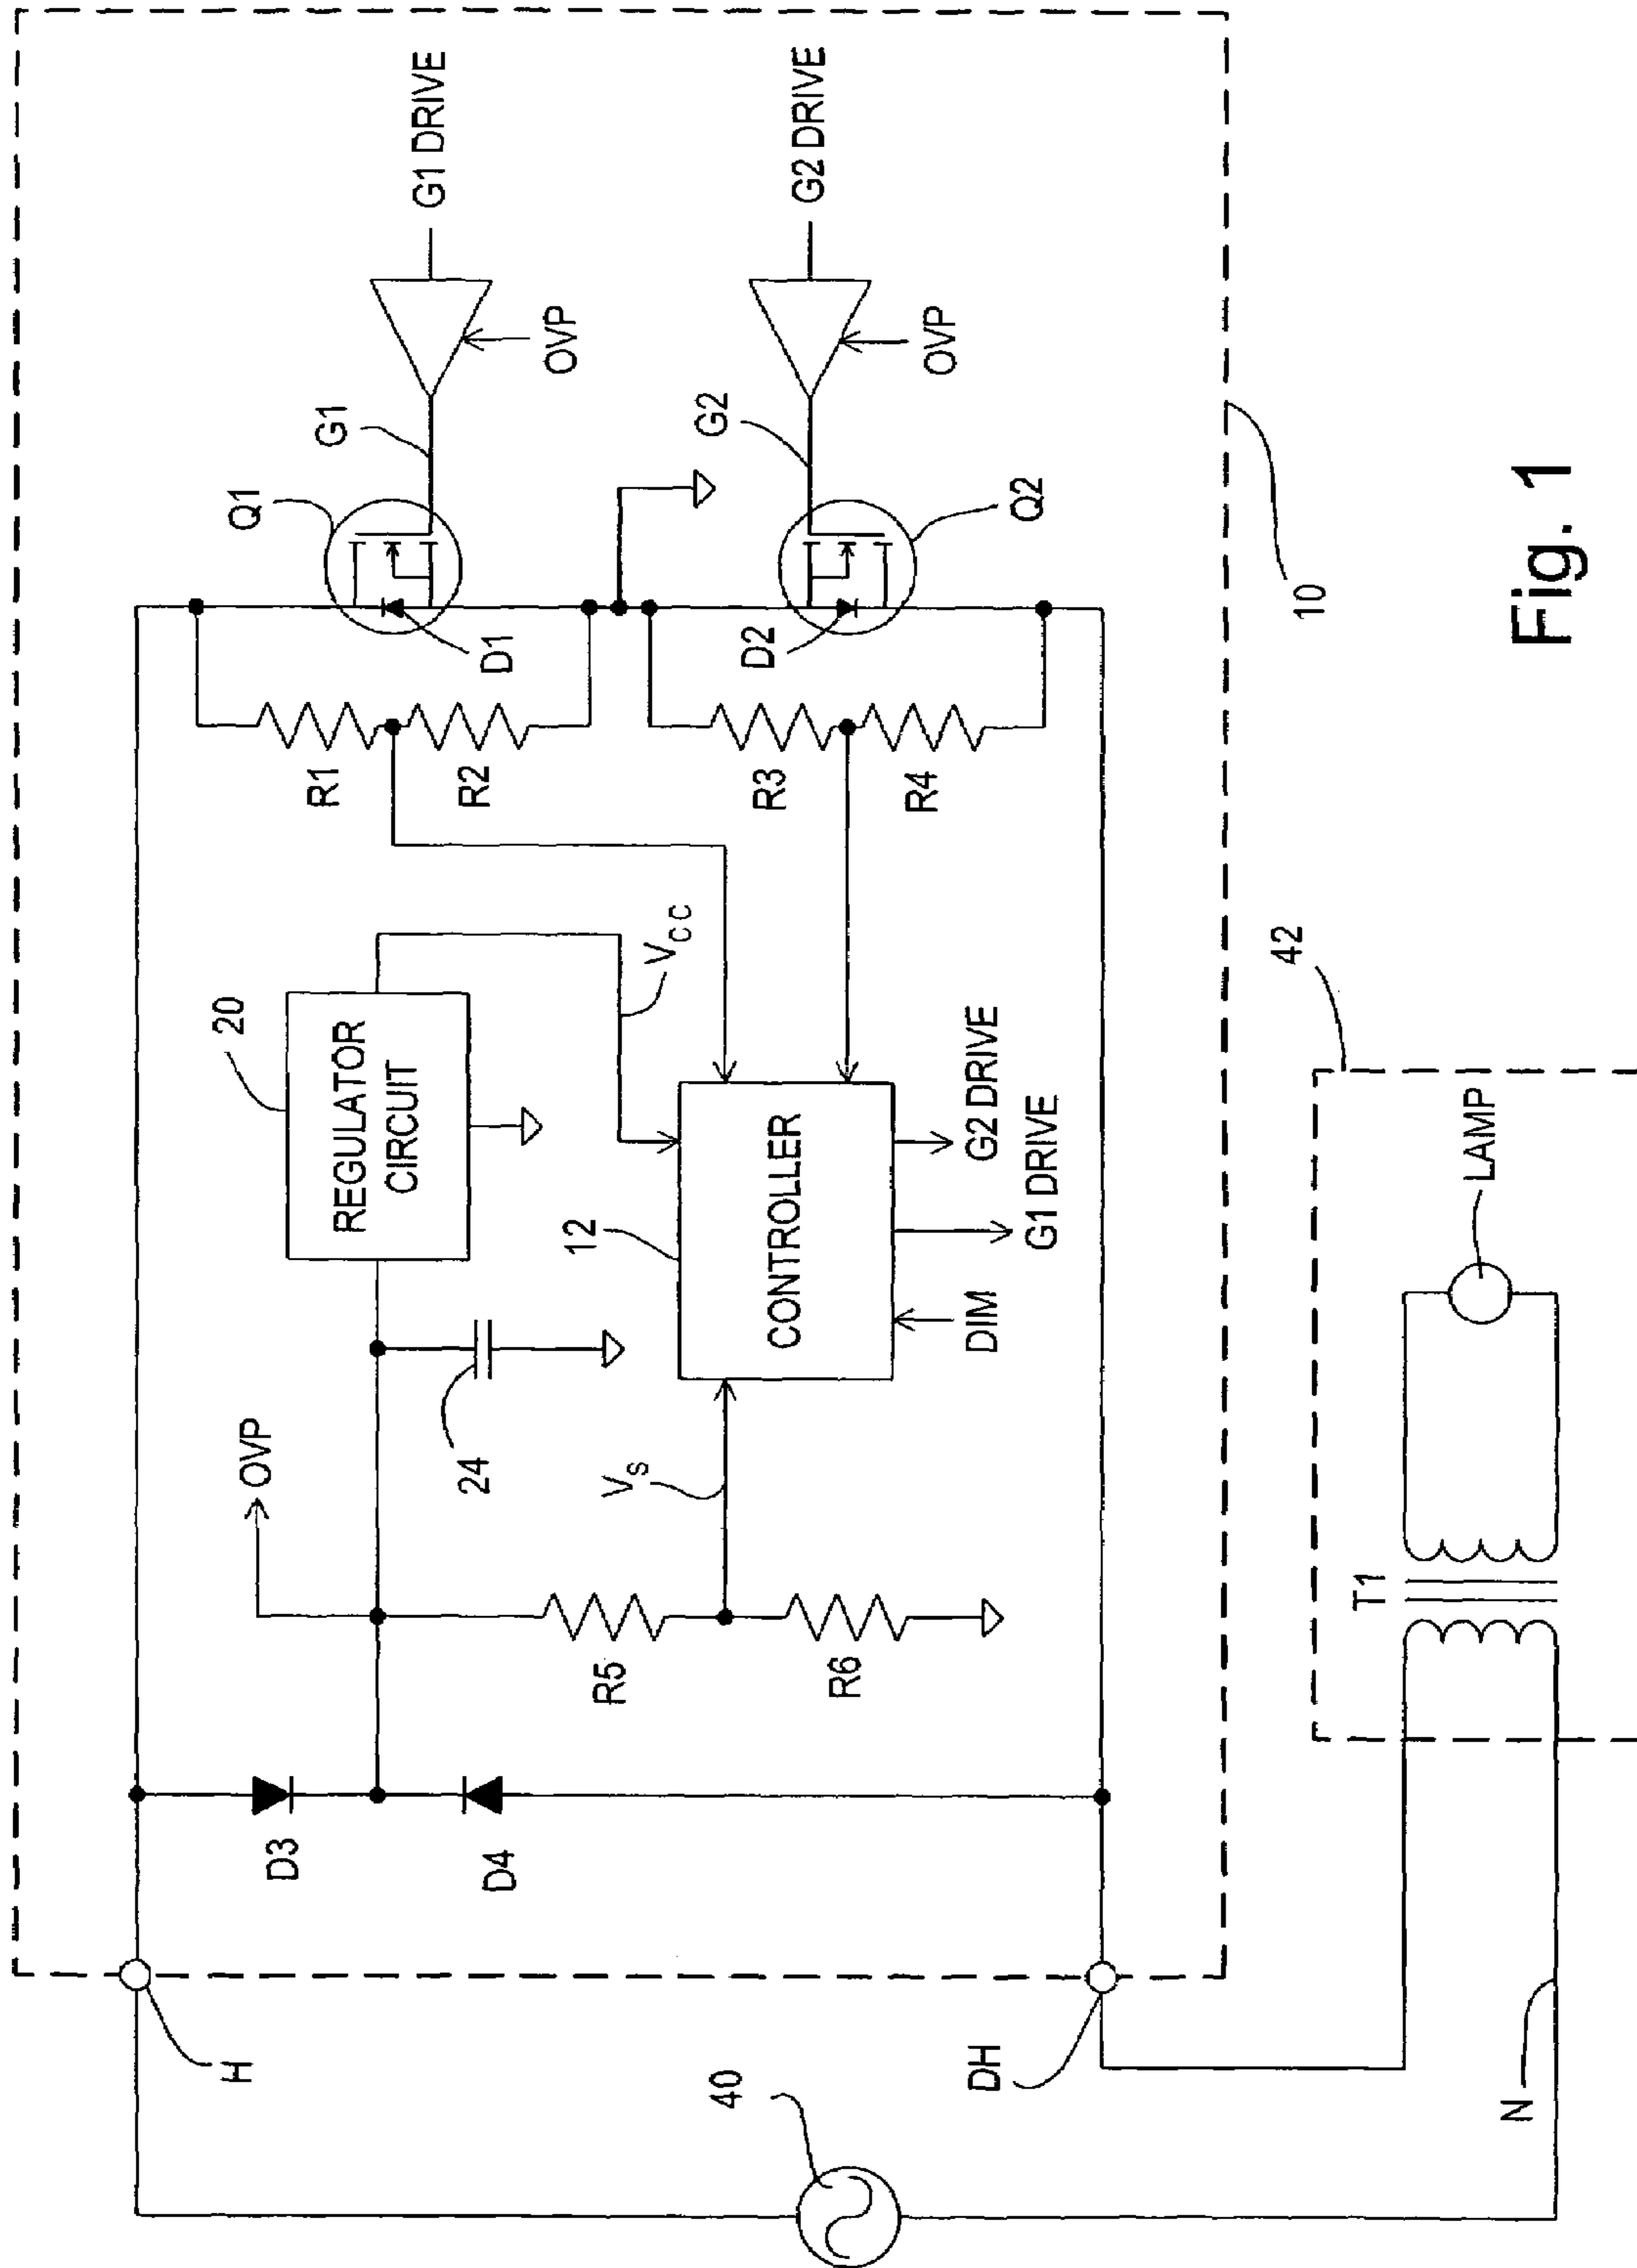 10
H
D3
D4
OVP
20
REGULATOR
CIRCUIT
24
V_CC
R5
R6
V_S
12
CONTROLLER
DIM
G1 DRIVE
G2 DRIVE
R1
R2
R3
R4
Q1
D1
G1
G1 DRIVE
OVP
D2
Q2
G2
G2 DRIVE
OVP
DH
40
N
42
T1
LAMP
Fig. 1